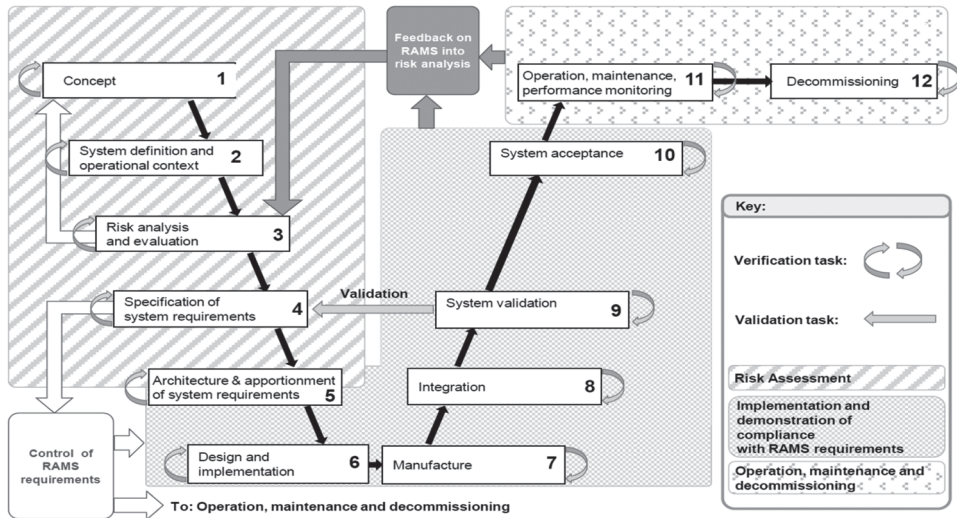 Concept 1
System definition and
operational context 2
Risk analysis
and evaluation 3
Specification of
system requirements 4
Architecture & apportionment
of system requirements 5
Design and
implementation 6
Manufacture 7
Integration 8
System validation 9
System acceptance 10
Operation, maintenance,
performance monitoring 11
Decommissioning 12
Feedback on
RAMS into
risk analysis
Validation
Control of
RAMS
requirements
To: Operation, maintenance and decommissioning
Key:
Verification task:
Validation task:
Risk Assessment
Implementation and
demonstration of
compliance
with RAMS requirements
Operation, maintenance and
decommissioning